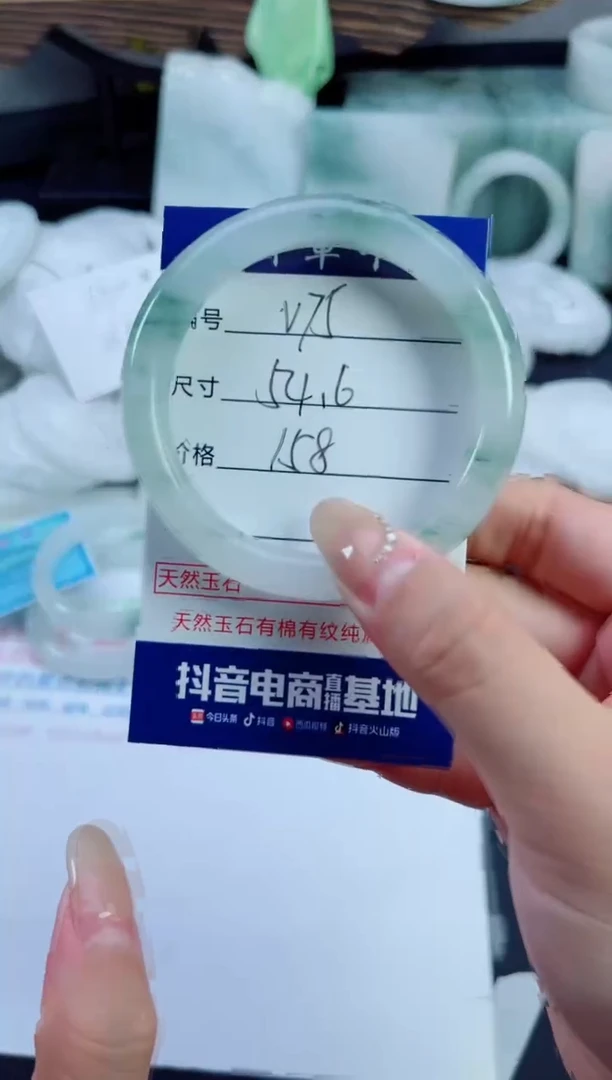 号 V75
尺寸 54.6
价格 158
天然玉石
天然玉石有棉有纹纯
抖音电商直播基地
今日头条 抖音 西瓜视频 抖音火山版